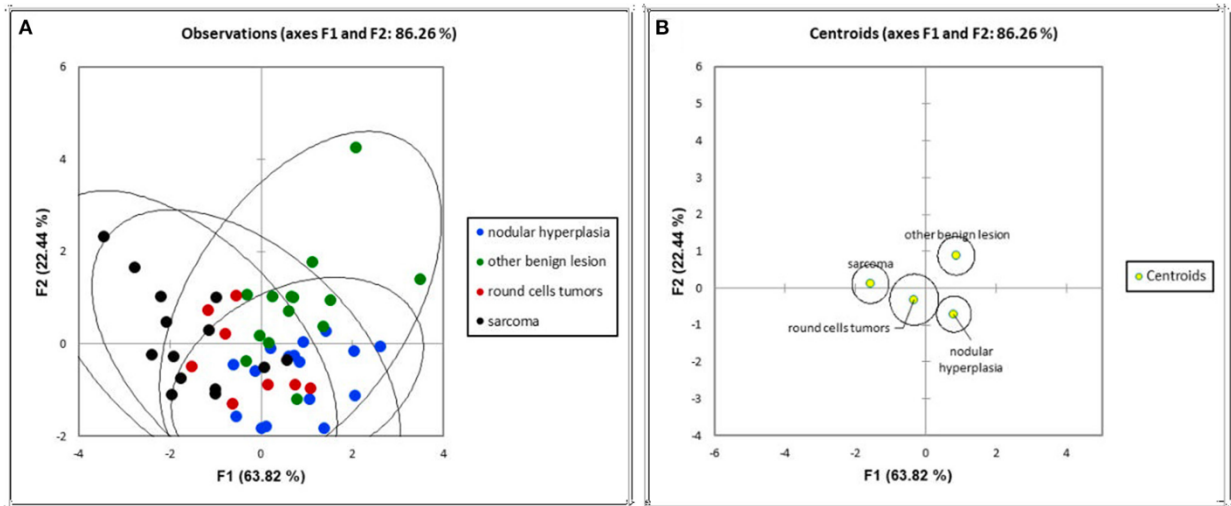 A
Observations (axes F1 and F2: 86.26 %)
6
4
2
0
-2
-4
-2
0
2
4
F2 (22.44 %)
F1 (63.82 %)
nodular hyperplasia
other benign lesion
round cells tumors
sarcoma
B
Centroids (axes F1 and F2: 86.26 %)
6
5
4
3
2
1
0
-1
-2
-3
-4
-6
-4
-2
0
2
4
F2 (22.44 %)
F1 (63.82 %)
other benign lesion
sarcoma
round cells tumors
nodular
hyperplasia
Centroids